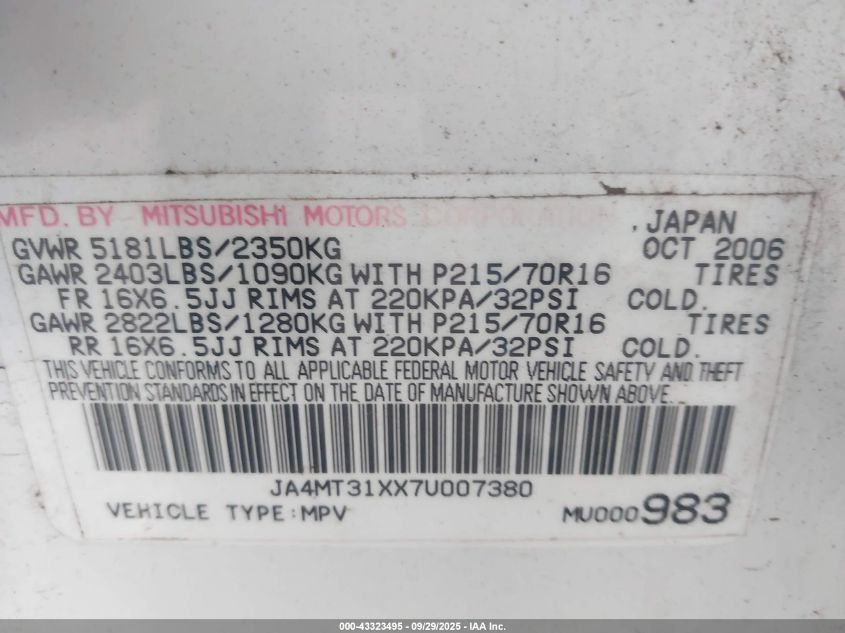 MFD. BY MITSUBISHI MOTORS CORPORATION , JAPAN
GVWR 5181LBS/2350KG OCT 2006
GAWR 2403LBS/1090KG WITH P215/70R16 TIRES
FR 16X6.5JJ RIMS AT 220KPA/32PSI COLD.
GAWR 2822LBS/1280KG WITH P215/70R16 TIRES
RR 16X6.5JJ RIMS AT 220KPA/32PSI COLD.
THIS VEHICLE CONFORMS TO ALL APPLICABLE FEDERAL MOTOR VEHICLE SAFETY AND THEFT
PREVENTION STANDARDS IN EFFECT ON THE DATE OF MANUFACTURE SHOWN ABOVE.
JA4MT31XX7U007380
VEHICLE TYPE:MPV MU000983
000-43323495 - 09/29/2025 - IAA Inc.